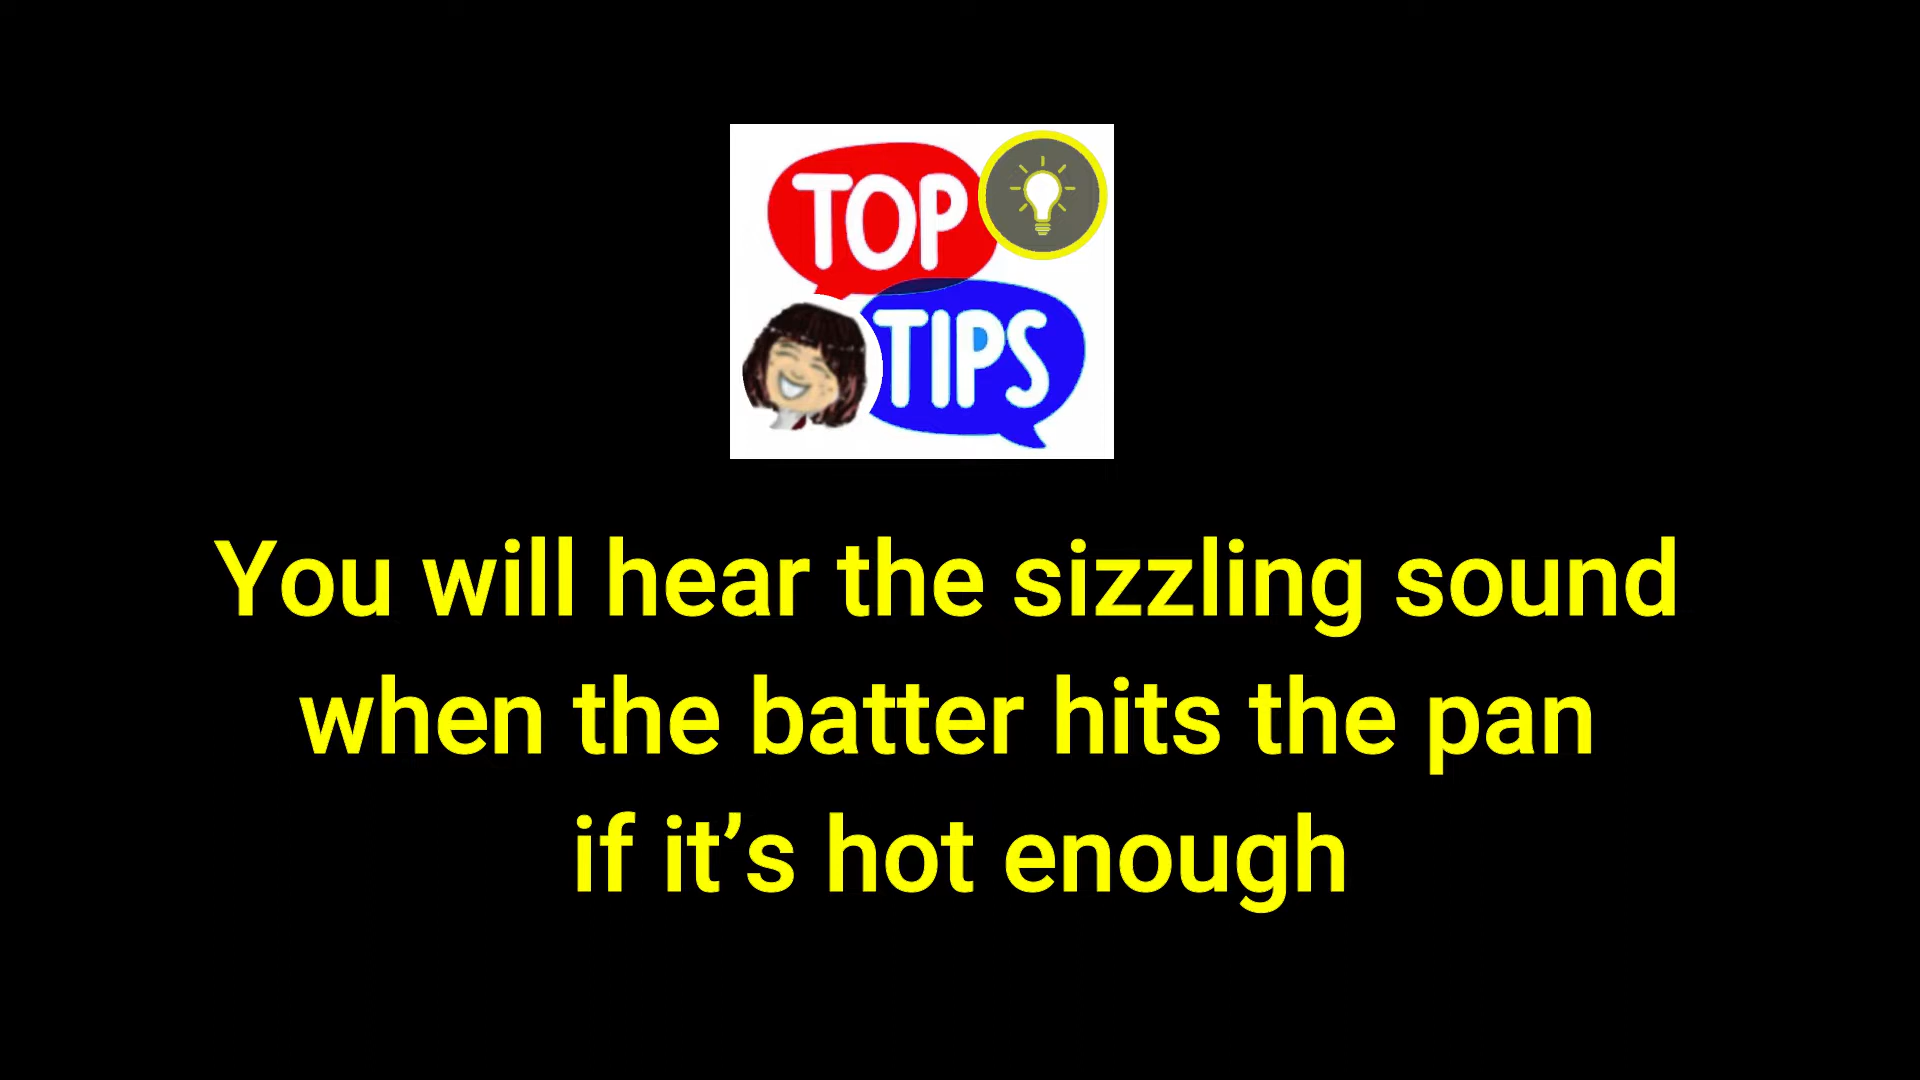 TOP
TIPS
You will hear the sizzling sound
when the batter hits the pan
if it’s hot enough